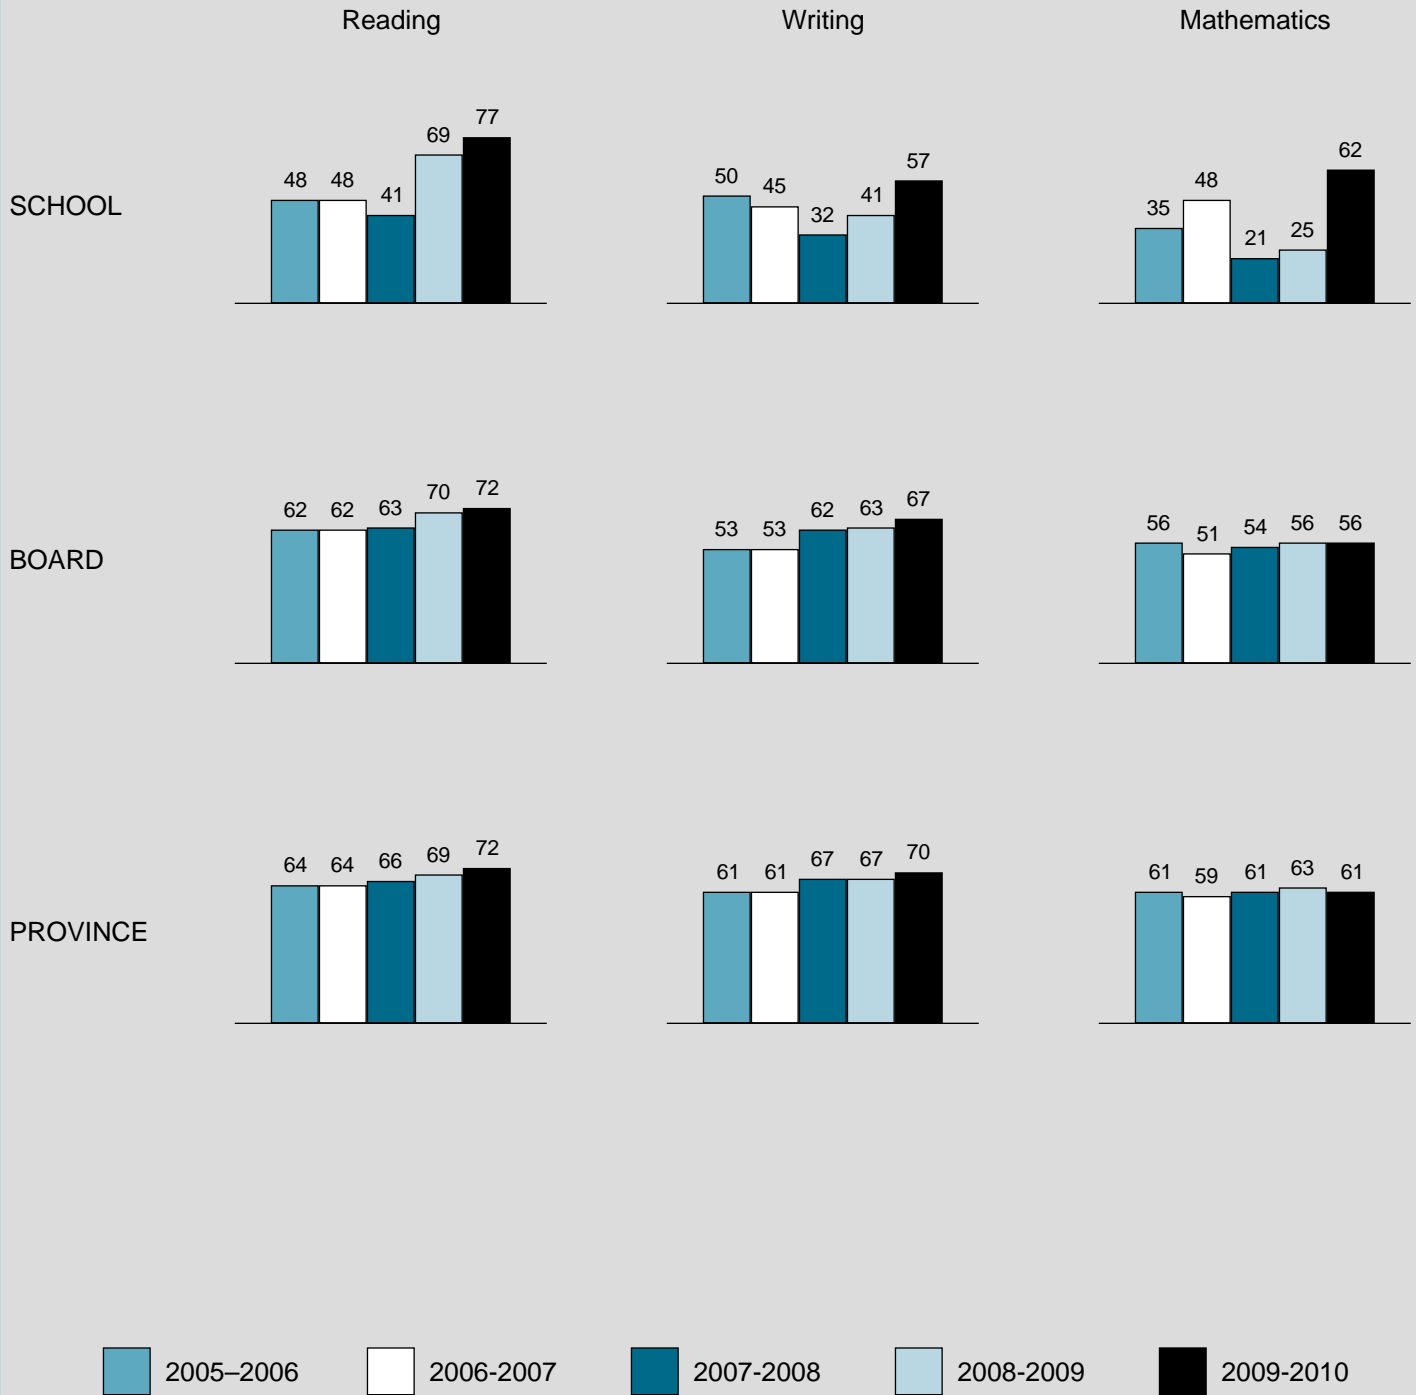 Reading Writing Mathematics
SCHOOL
48 48 41 69 77
50 45 32 41 57
35 48 21 25 62
BOARD
62 62 63 70 72
53 53 62 63 67
56 51 54 56 56
PROVINCE
64 64 66 69 72
61 61 67 67 70
61 59 61 63 61
2005–2006 2006-2007 2007-2008 2008-2009 2009-2010